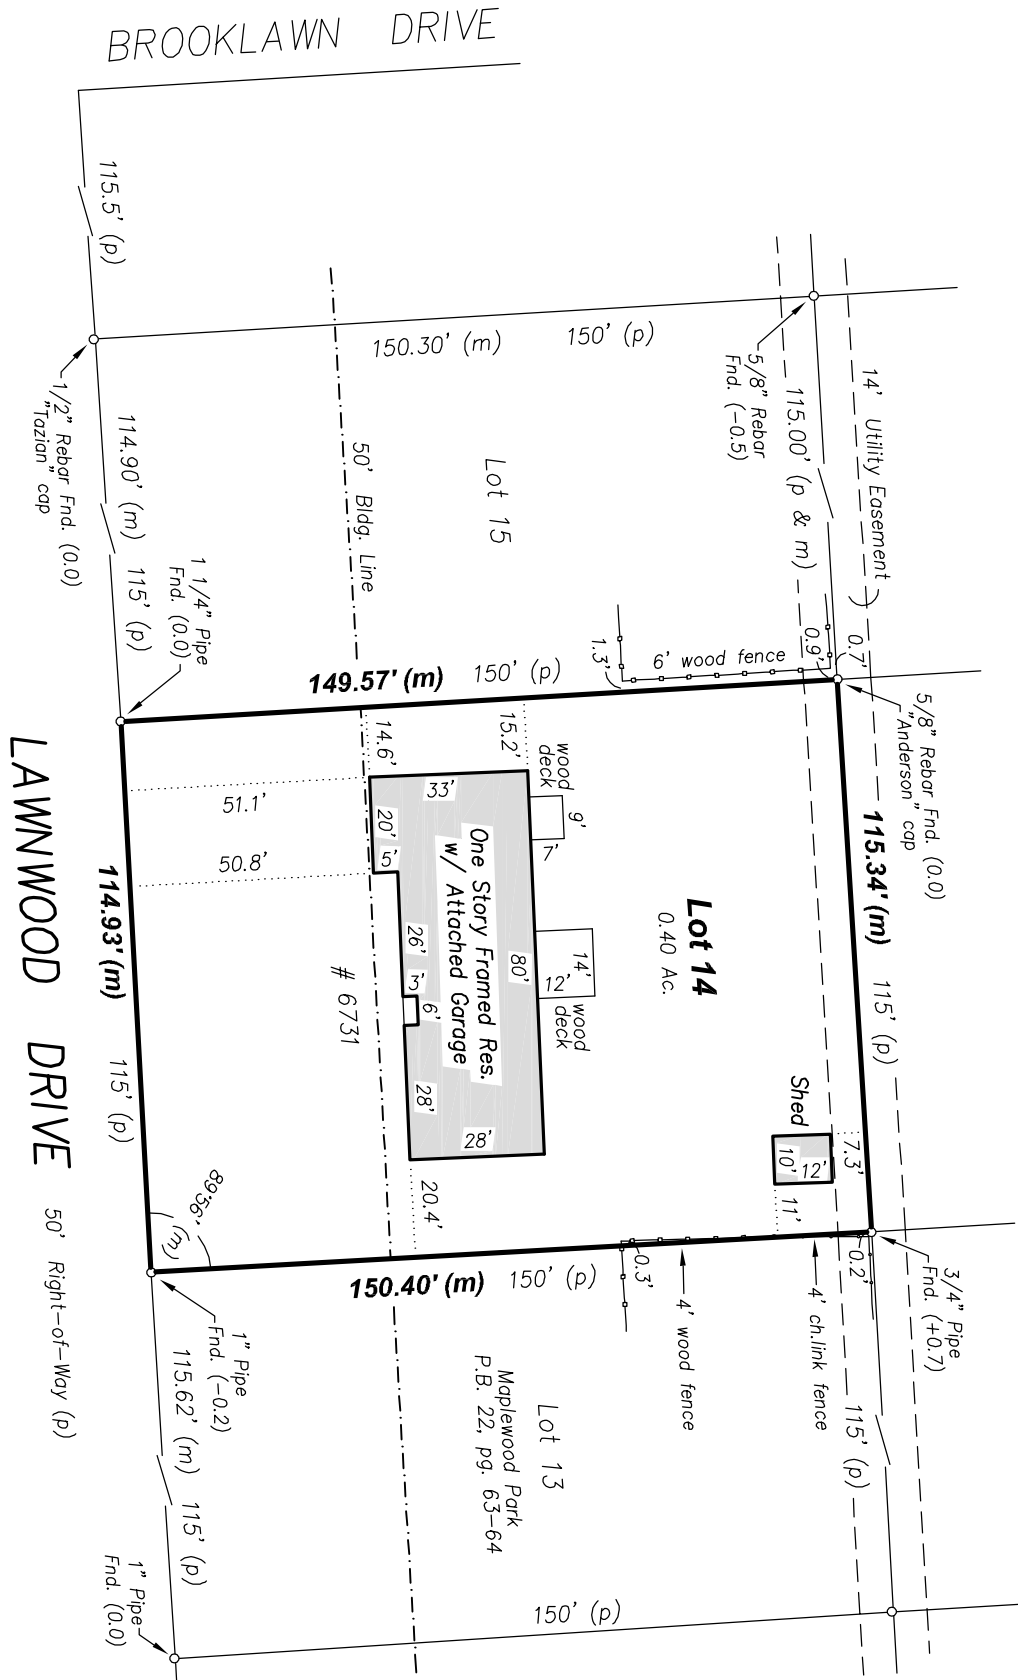 BROOKLAWN DRIVE
115.5' (p)
150.30' (m) 150' (p)
5/8" Rebar
Fnd. (-0.5)
14' Utility Easement
115.00' (p & m)
1/2" Rebar Fnd. (0.0)
"Tazian" cap
114.90' (m) 115' (p)
50' Bldg. Line
Lot 15
1 1/4" Pipe
Fnd. (0.0)
1.3'
6' wood fence
0.9'
0.7'
149.57' (m) 150' (p)
5/8" Rebar Fnd. (0.0)
"Anderson" cap
14.6'
15.2'
wood
deck
9'
7'
51.1'
50.8'
33'
20'
5'
26'
3'
6'
28'
28'
80'
One Story Framed Res.
w/ Attached Garage
# 6731
14'
12'
wood
deck
Lot 14
0.40 Ac.
115.34' (m) 115' (p)
114.93' (m) 115' (p)
LAWNWOOD DRIVE 50' Right-of-Way (p)
Shed
10'
12'
7.3'
11'
20.4'
89°56'
(m)
150.40' (m) 150' (p)
0.3'
0.2'
4' wood fence
4' ch.link fence
3/4" Pipe
Fnd. (+0.7)
1" Pipe
Fnd. (-0.2)
115.62' (m) 115' (p)
Lot 13
Maplewood Park
P.B. 22, pg. 63-64
115' (p)
1" Pipe
Fnd. (0.0)
150' (p)